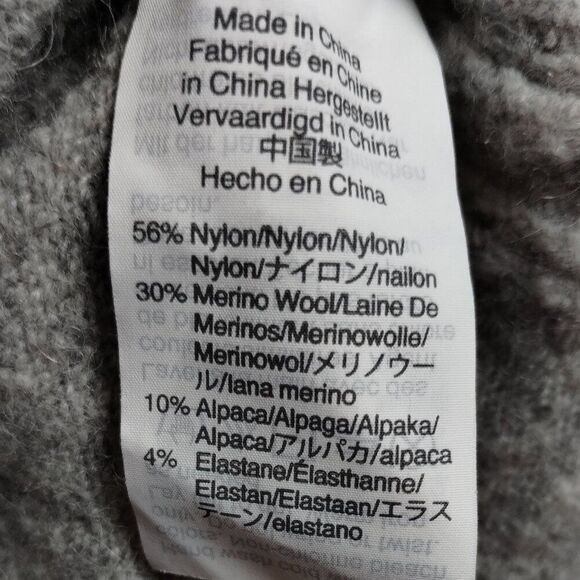 Made in China
Fabriqué en Chine
in China Hergestellt
Vervaardigd in China
中国製
Hecho en China
56% Nylon/Nylon/Nylon/
Nylon/ナイロン/nailon
30% Merino Wool/Laine De
Merinos/Merinowolle/
Merinowol/メリノウー
ル/lana merino
10% Alpaca/Alpaga/Alpaka/
Alpaca/アルパカ/alpaca
4% Elastane/Élasthanne/
Elastan/Elastaan/エラス
テーン/elastano